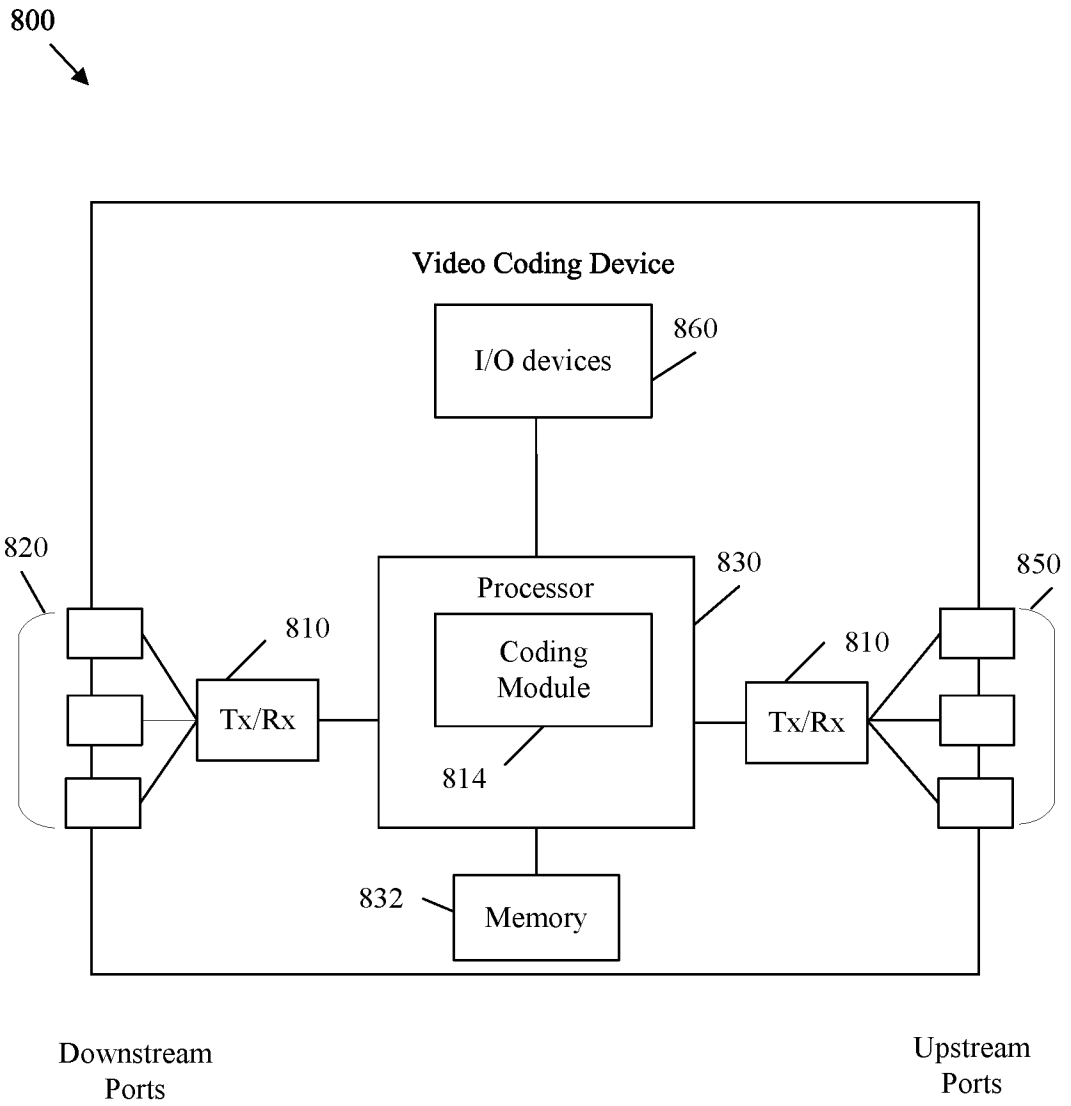 800
Video Coding Device
I/O devices
860
820
810
Tx/Rx
Processor
830
Coding
Module
814
810
Tx/Rx
850
832
Memory
Downstream
Ports
Upstream
Ports